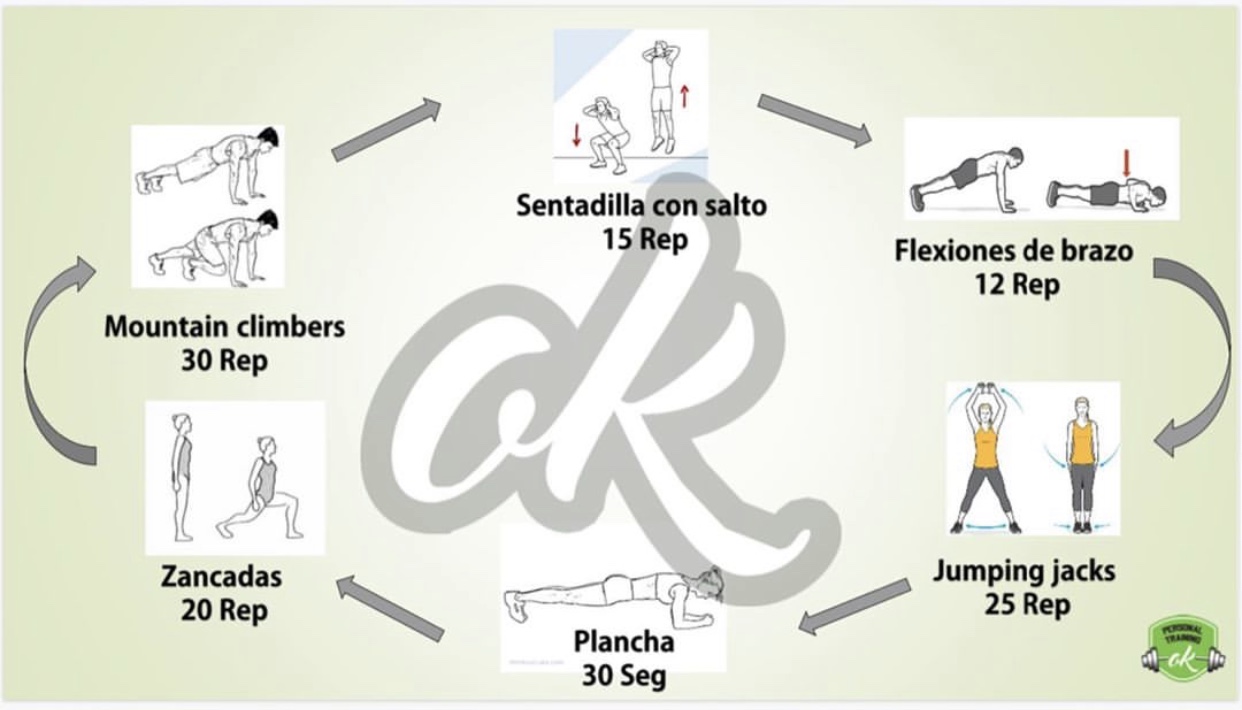 Sentadilla con salto
15 Rep
Flexiones de brazo
12 Rep
Jumping jacks
25 Rep
Plancha
30 Seg
Zancadas
20 Rep
Mountain climbers
30 Rep
ok
PERSONAL
TRAINING
ok